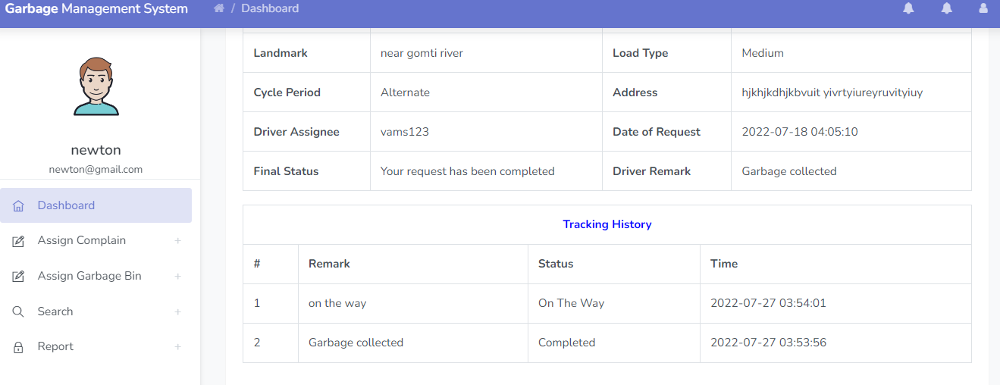 Garbage Management System / Dashboard
newton
newton@gmail.com
Dashboard
Assign Complain +
Assign Garbage Bin +
Search +
Report +
Landmark near gomti river Load Type Medium
Cycle Period Alternate Address hjkhjkdhjkbvuit yivrtyiureyruvityiuy
Driver Assignee vams123 Date of Request 2022-07-18 04:05:10
Final Status Your request has been completed Driver Remark Garbage collected
Tracking History
# Remark Status Time
1 on the way On The Way 2022-07-27 03:54:01
2 Garbage collected Completed 2022-07-27 03:53:56